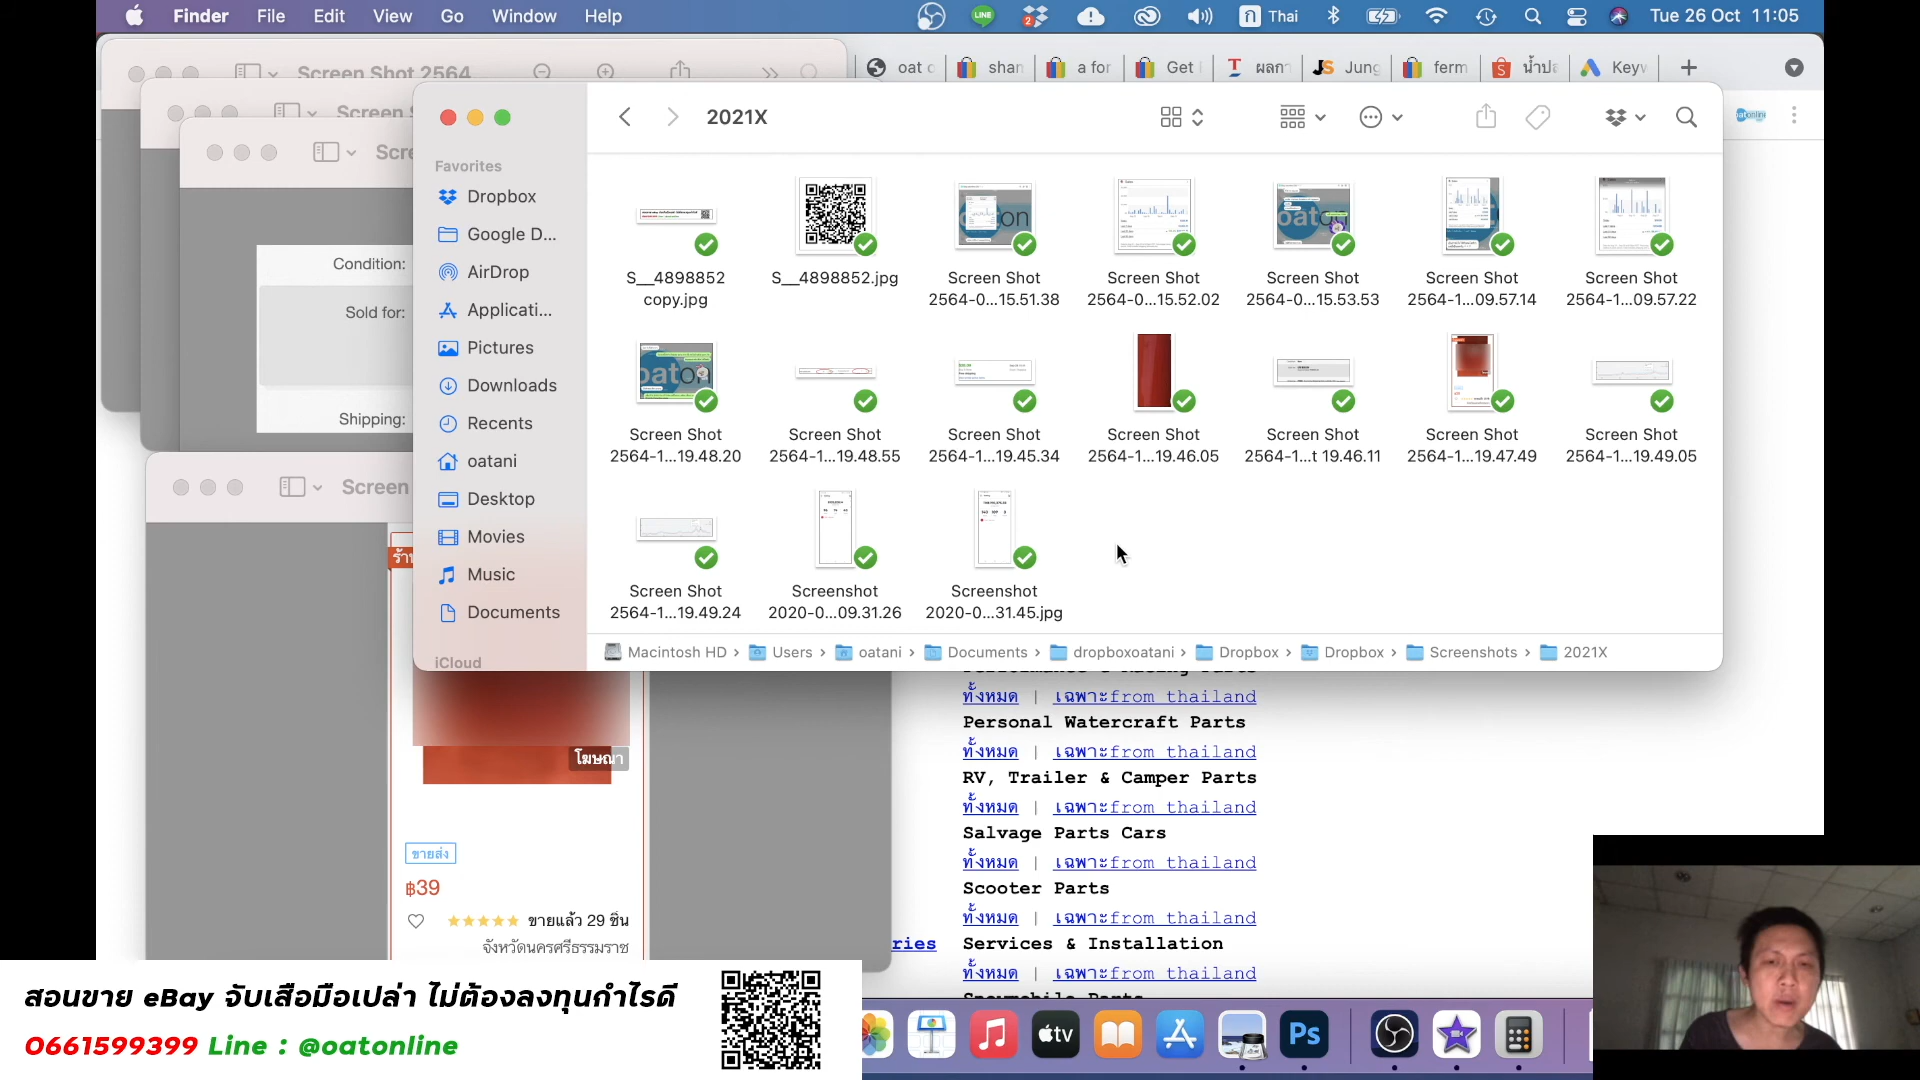 Finder File Edit View Go Window Help
LINE 2 ก Thai Tue 26 Oct 11:05
Screen Shot 2564
oat shan a for Get ผลก Jung ferm Keyw
Screen
Scre
2021X
Favorites
Dropbox
Google D...
AirDrop
Applicati...
Pictures
Downloads
Recents
oatani
Desktop
Movies
Music
Documents
iCloud
S__4898852
copy.jpg
S__4898852.jpg
Screen Shot
2564-0...15.51.38
Screen Shot
2564-0...15.52.02
Screen Shot
2564-0...15.53.53
Screen Shot
2564-1...09.57.14
Screen Shot
2564-1...09.57.22
Screen Shot
2564-1...19.48.20
Screen Shot
2564-1...19.48.55
Screen Shot
2564-1...19.45.34
Screen Shot
2564-1...19.46.05
Screen Shot
2564-1...t 19.46.11
Screen Shot
2564-1...19.47.49
Screen Shot
2564-1...19.49.05
Screen Shot
2564-1...19.49.24
Screenshot
2020-0...09.31.26
Screenshot
2020-0...31.45.jpg
Macintosh HD › Users › oatani › Documents › dropboxoatani › Dropbox › Dropbox › Screenshots › 2021X
Condition:
Sold for:
Shipping:
Screen
โฆษณา
ขายส่ง
฿39
ขายแล้ว 29 ชิ้น
จังหวัดนครศรีธรรมราช
ทั้งหมด | เฉพาะfrom thailand
Personal Watercraft Parts
ทั้งหมด | เฉพาะfrom thailand
RV, Trailer & Camper Parts
ทั้งหมด | เฉพาะfrom thailand
Salvage Parts Cars
ทั้งหมด | เฉพาะfrom thailand
Scooter Parts
ทั้งหมด | เฉพาะfrom thailand
ries Services & Installation
ทั้งหมด | เฉพาะfrom thailand
สอนขาย eBay จับเสือมือเปล่า ไม่ต้องลงทุนกำไรดี
0661599399 Line : @oatonline
tv
Ps